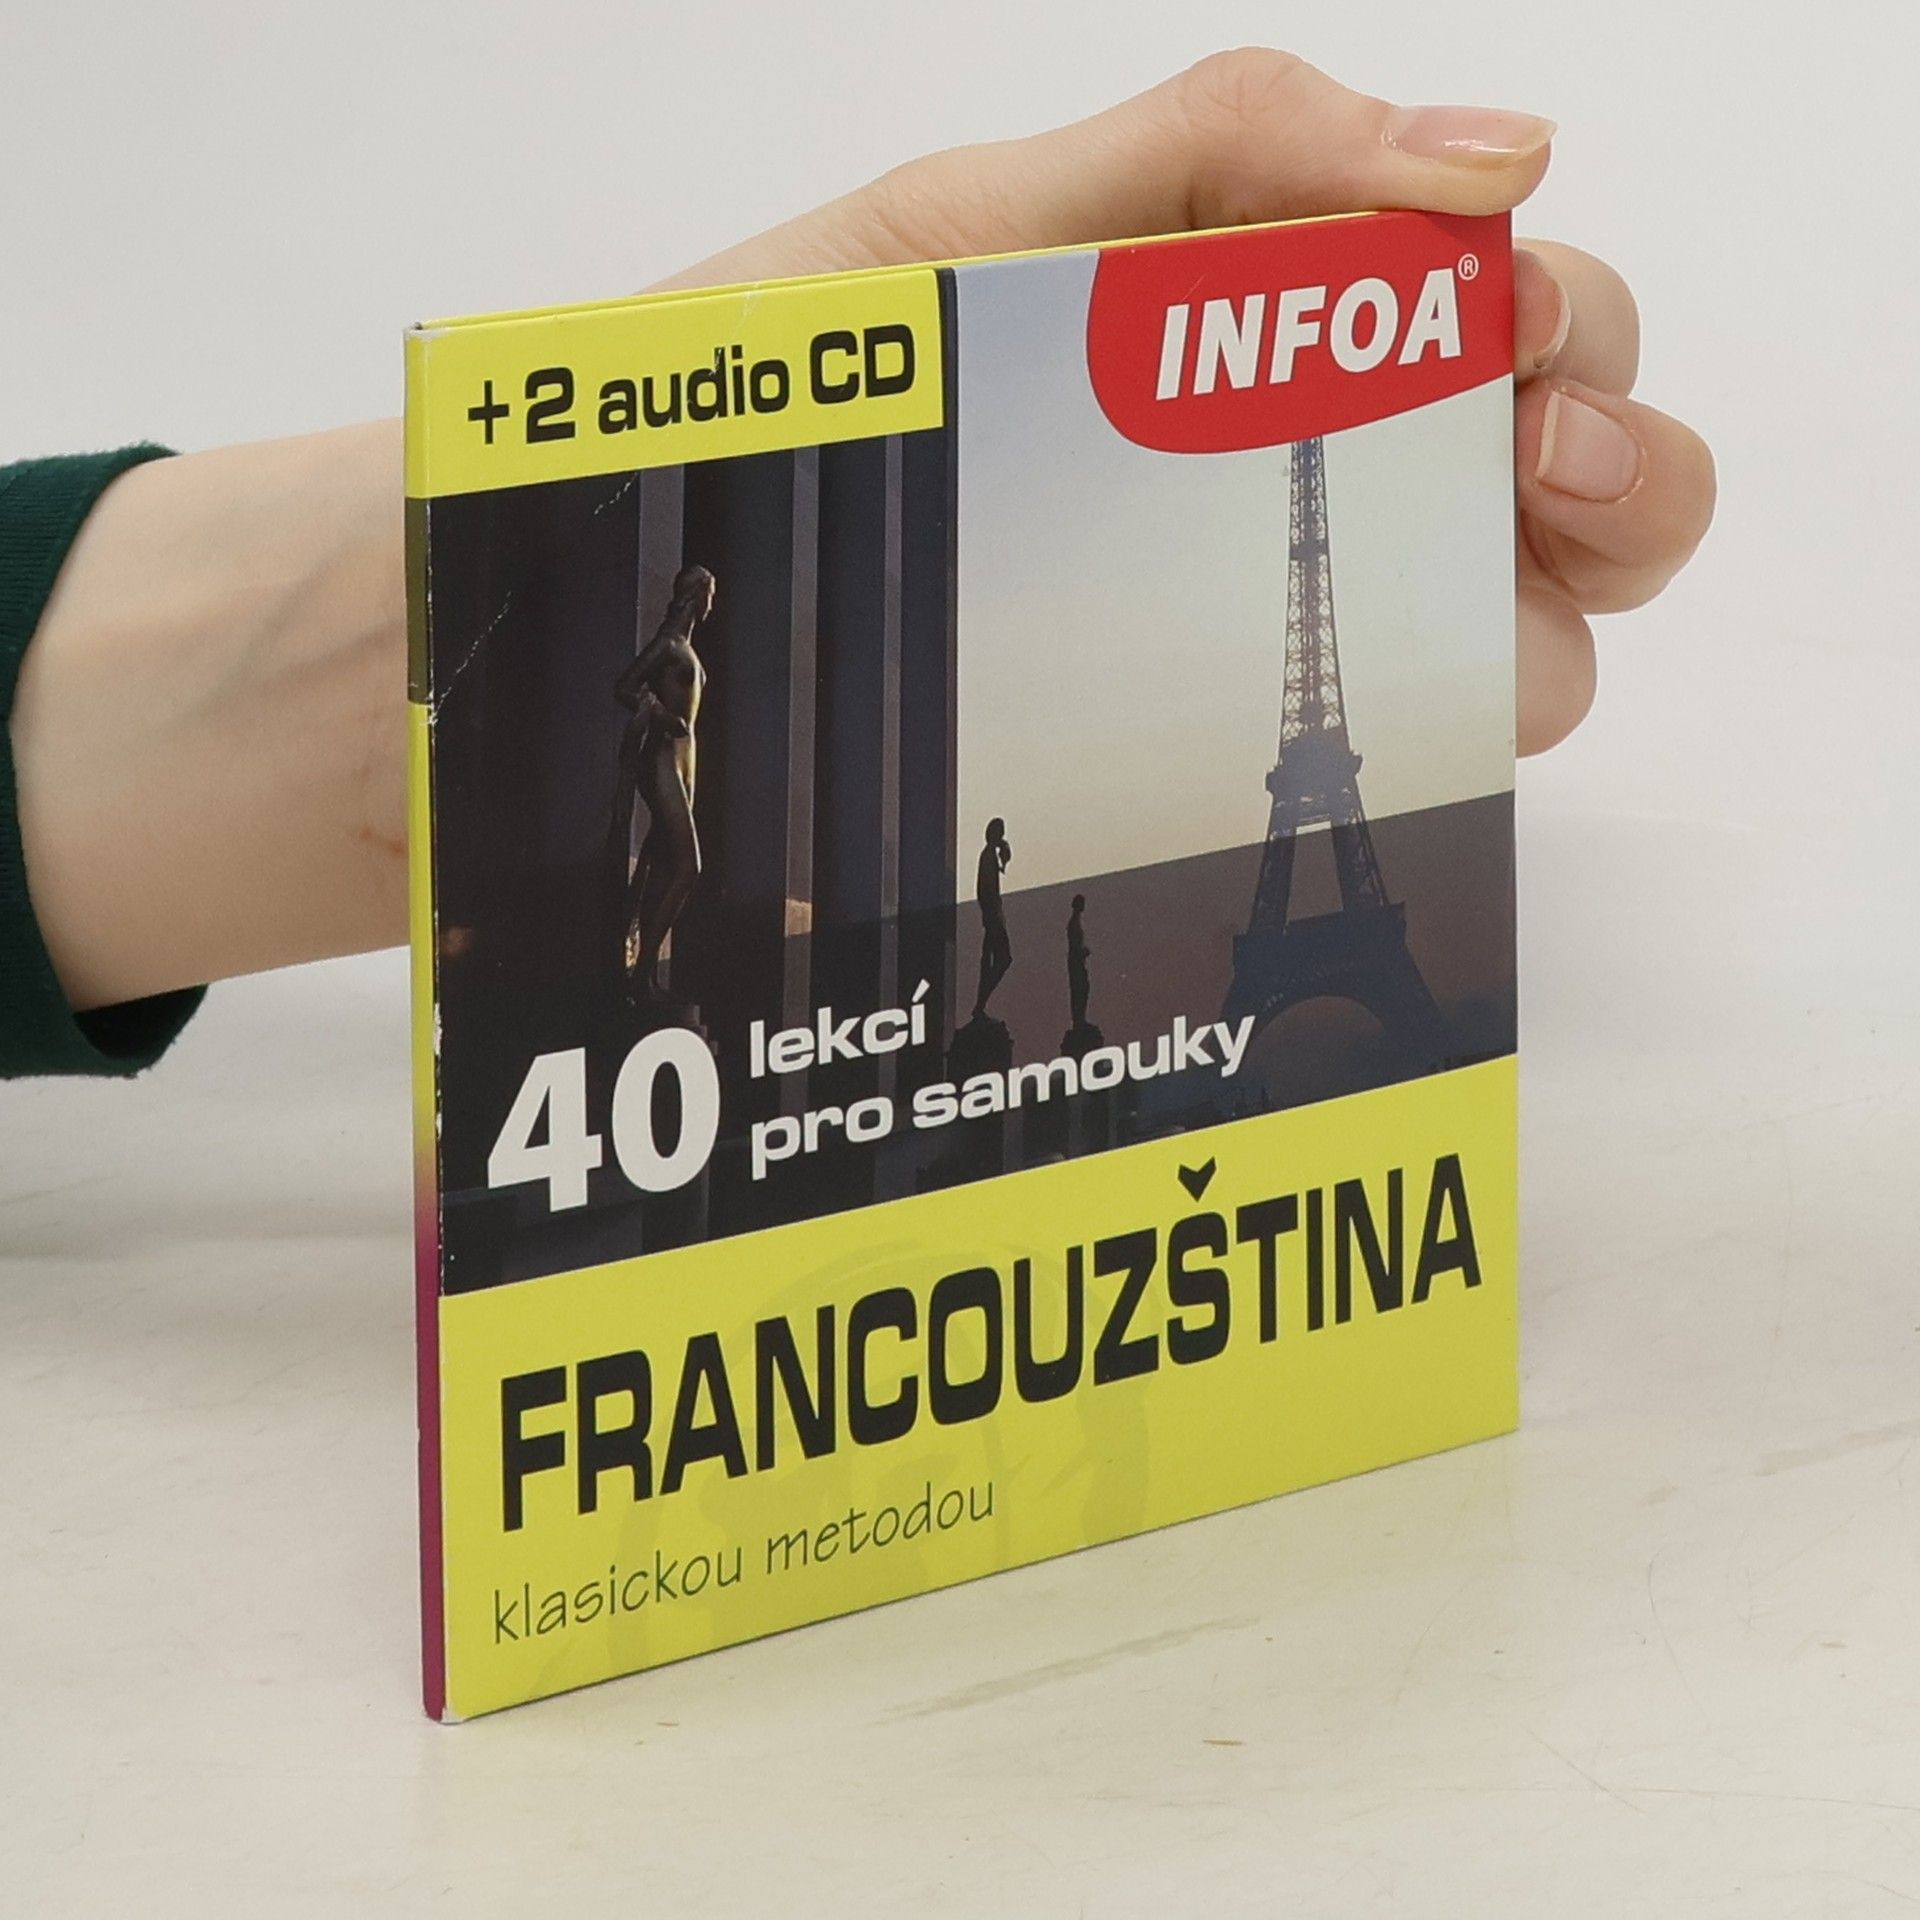 +2 audio CD
INFOA®
40 lekcí
pro samouky
FRANCOUZŠTINA
klasickou metodou